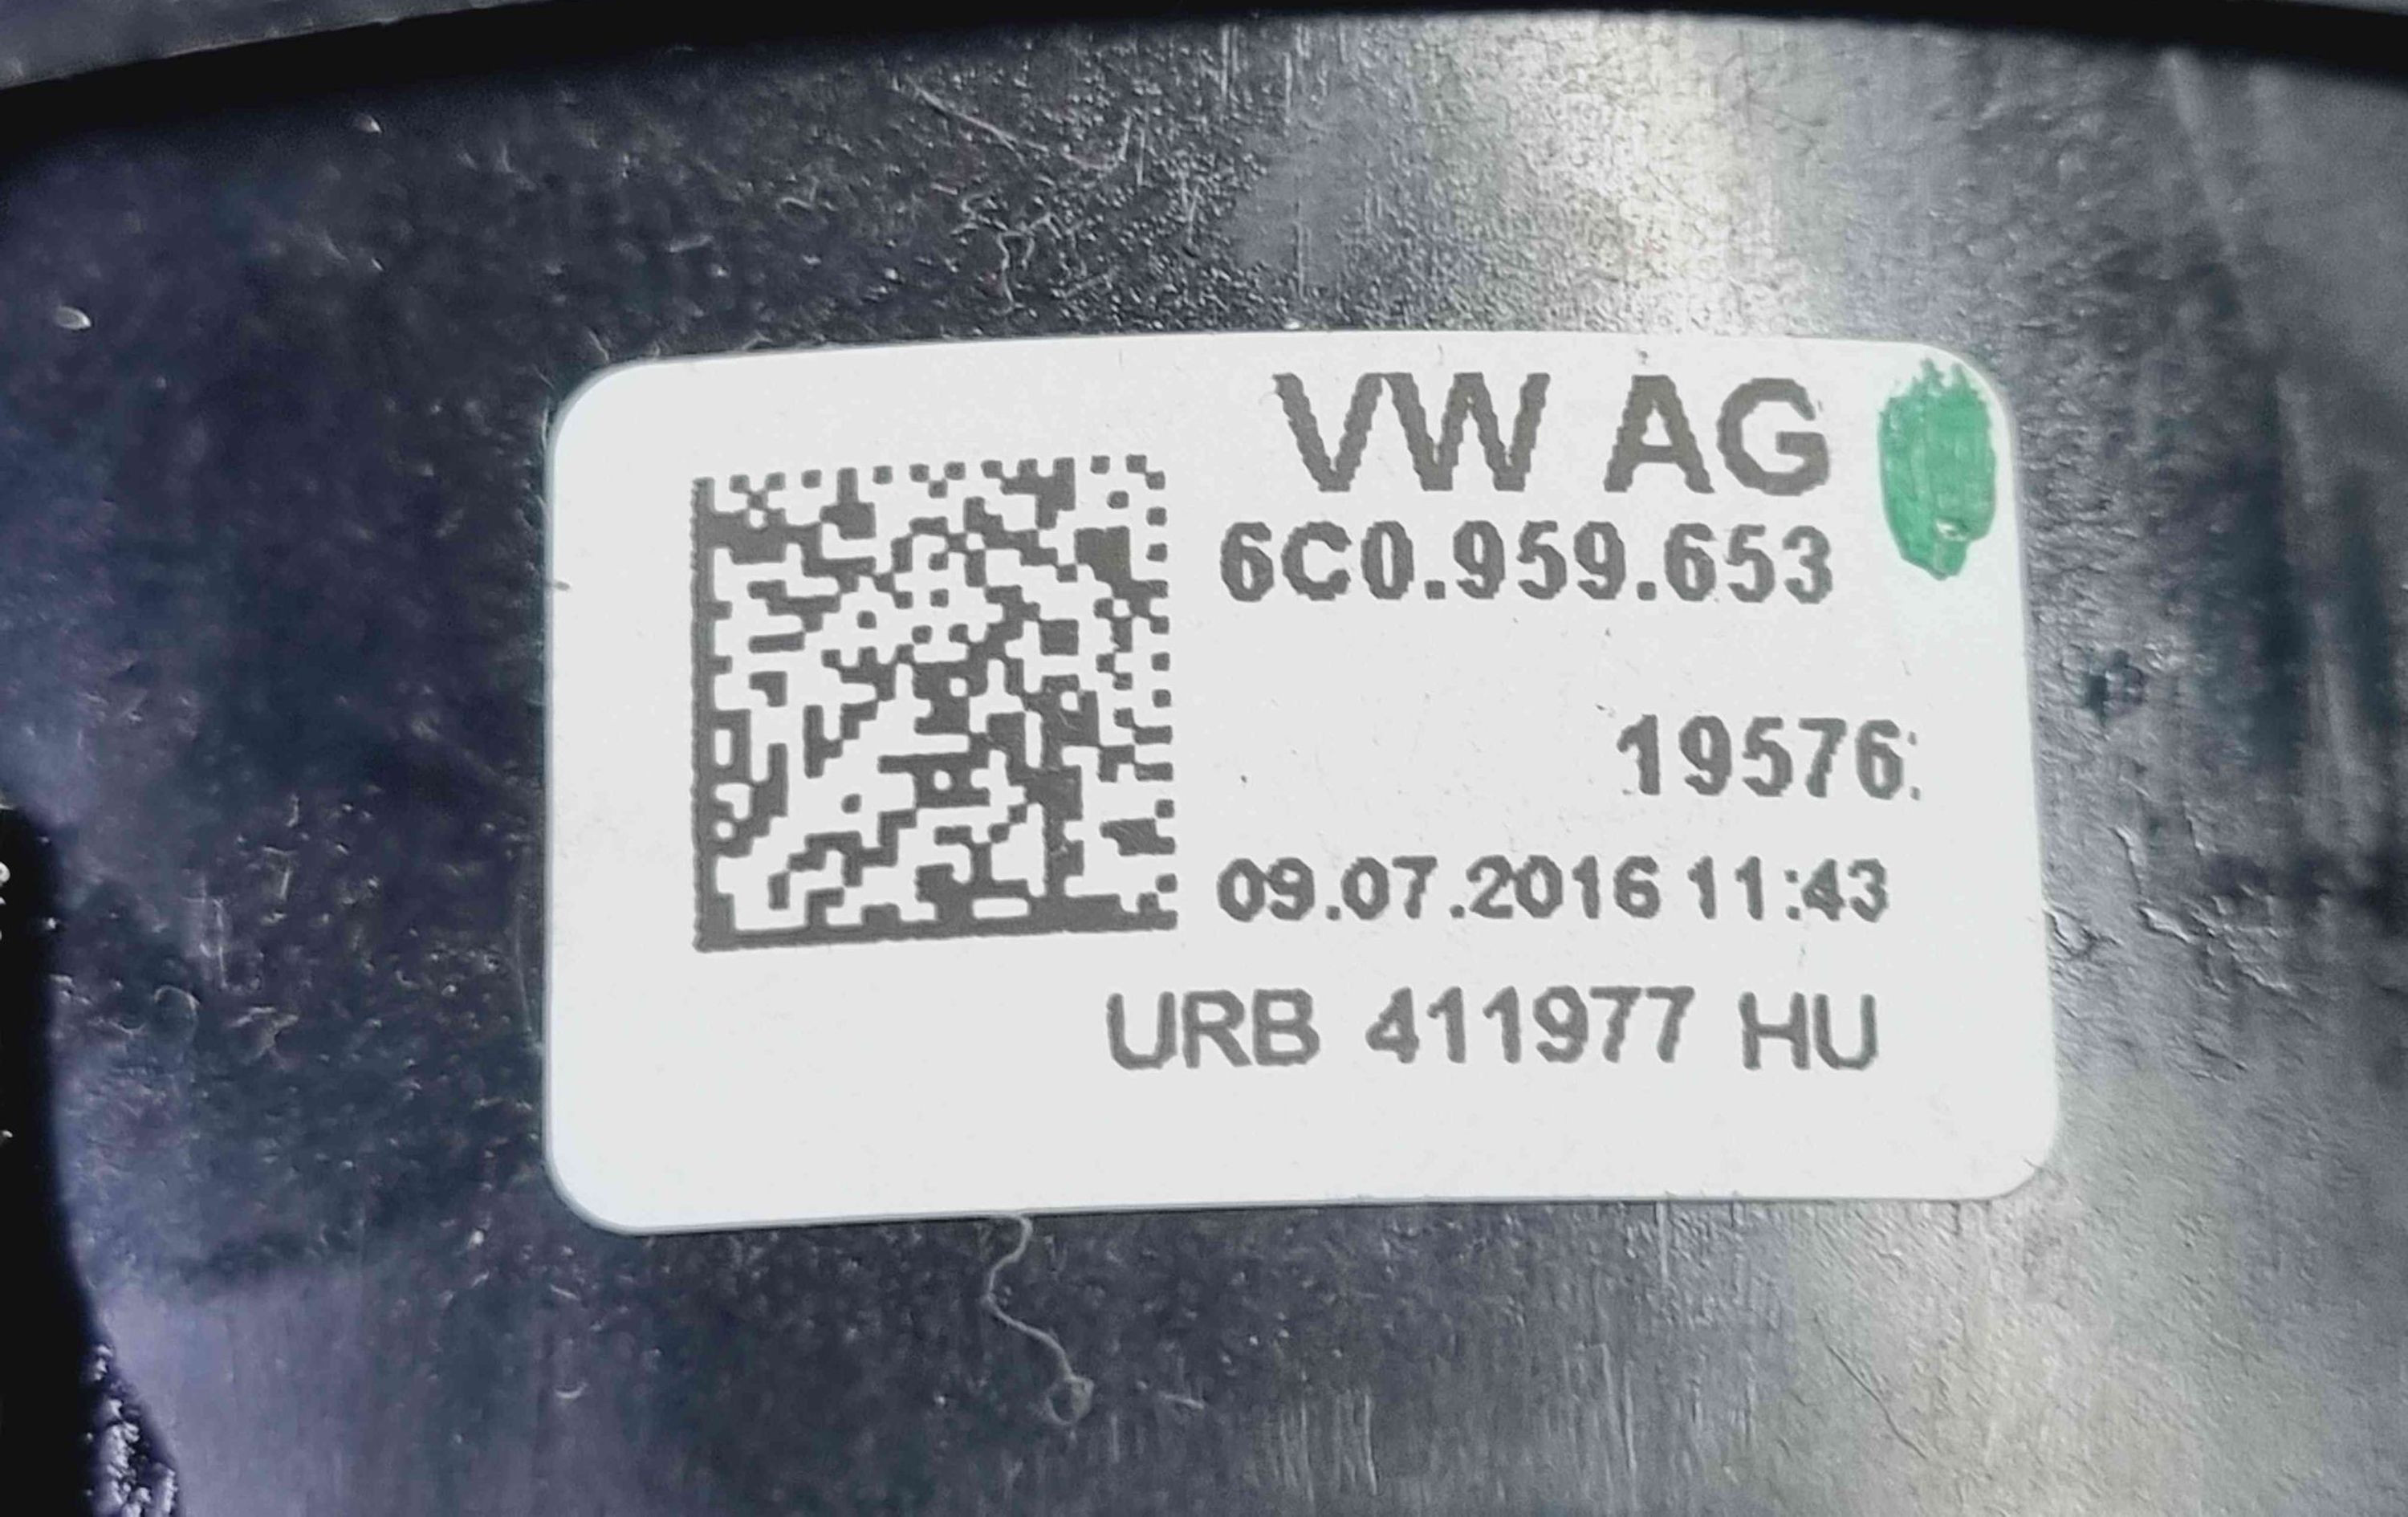 VW AG
6C0.959.653
19576:
09.07.2016 11:43
URB 411977 HU